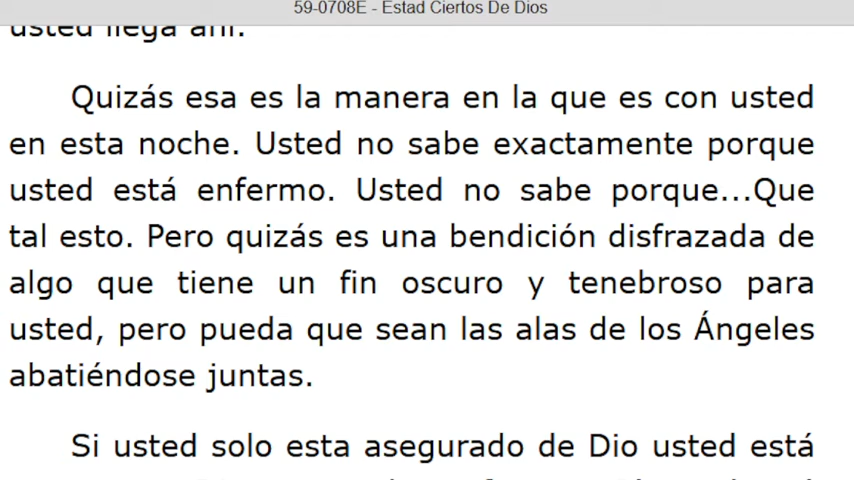 59-0708E - Estad Ciertos De Dios
usted llega ahí.
Quizás esa es la manera en la que es con usted
en esta noche. Usted no sabe exactamente porque
usted está enfermo. Usted no sabe porque...Que
tal esto. Pero quizás es una bendición disfrazada de
algo que tiene un fin oscuro y tenebroso para
usted, pero pueda que sean las alas de los Ángeles
abatiéndose juntas.
Si usted solo esta asegurado de Dio usted está